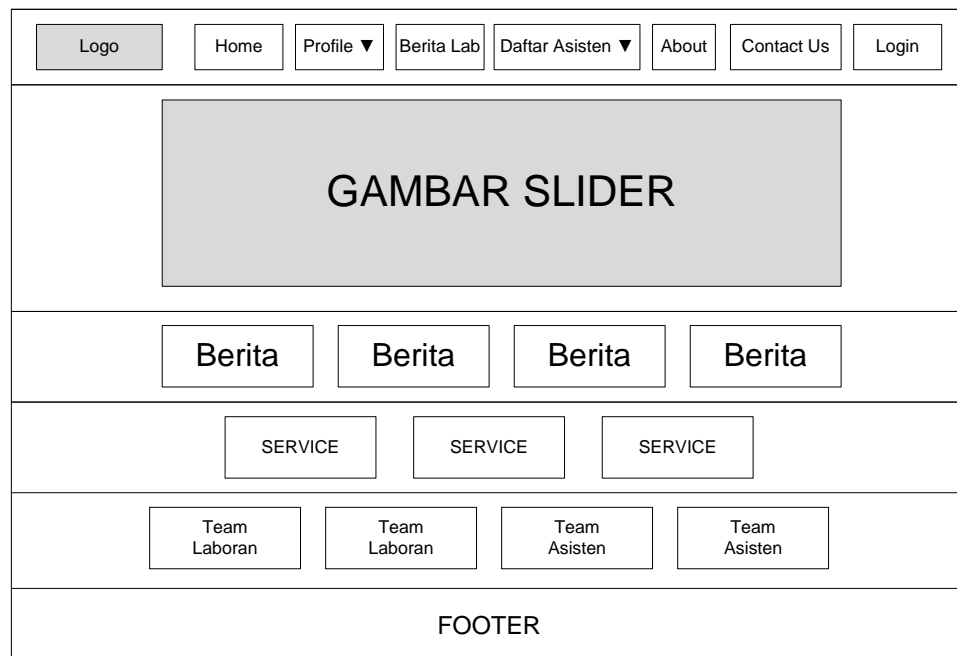 Logo Home Profile ▼ Berita Lab Daftar Asisten ▼ About Contact Us Login
GAMBAR SLIDER
Berita Berita Berita Berita
SERVICE SERVICE SERVICE
Team Laboran
Team Laboran
Team Asisten
Team Asisten
FOOTER